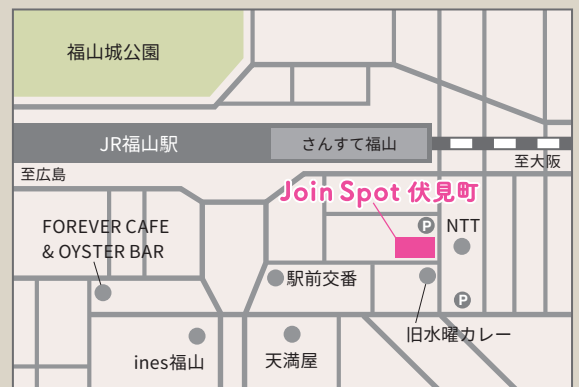 福山城公園
JR福山駅
さんすて福山
至広島
至大阪
Join Spot 伏見町
FOREVER CAFE
& OYSTER BAR
P
NTT
駅前交番
P
旧水曜カレー
ines福山
天満屋